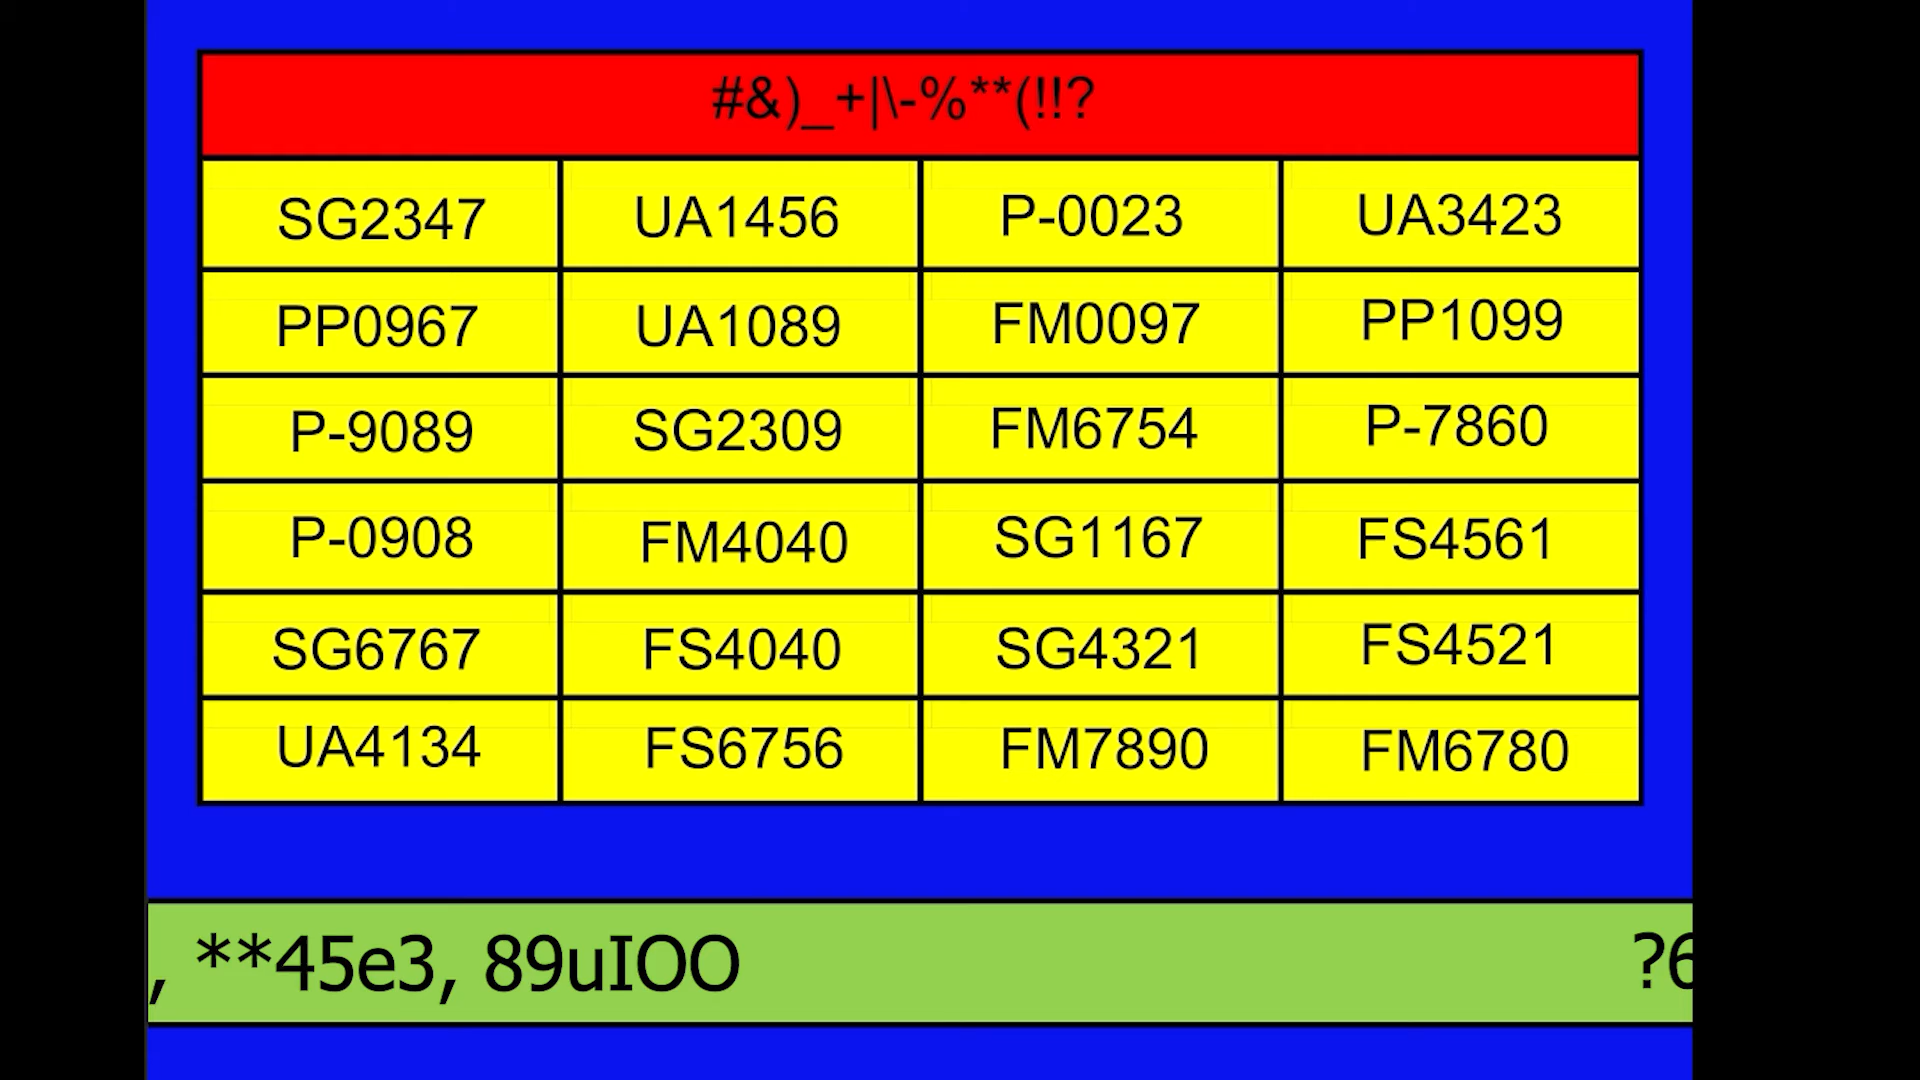 #&)_+|\-%**(!!?
SG2347 UA1456 P-0023 UA3423
PP0967 UA1089 FM0097 PP1099
P-9089 SG2309 FM6754 P-7860
P-0908 FM4040 SG1167 FS4561
SG6767 FS4040 SG4321 FS4521
UA4134 FS6756 FM7890 FM6780
, **45e3, 89uIOO ?6